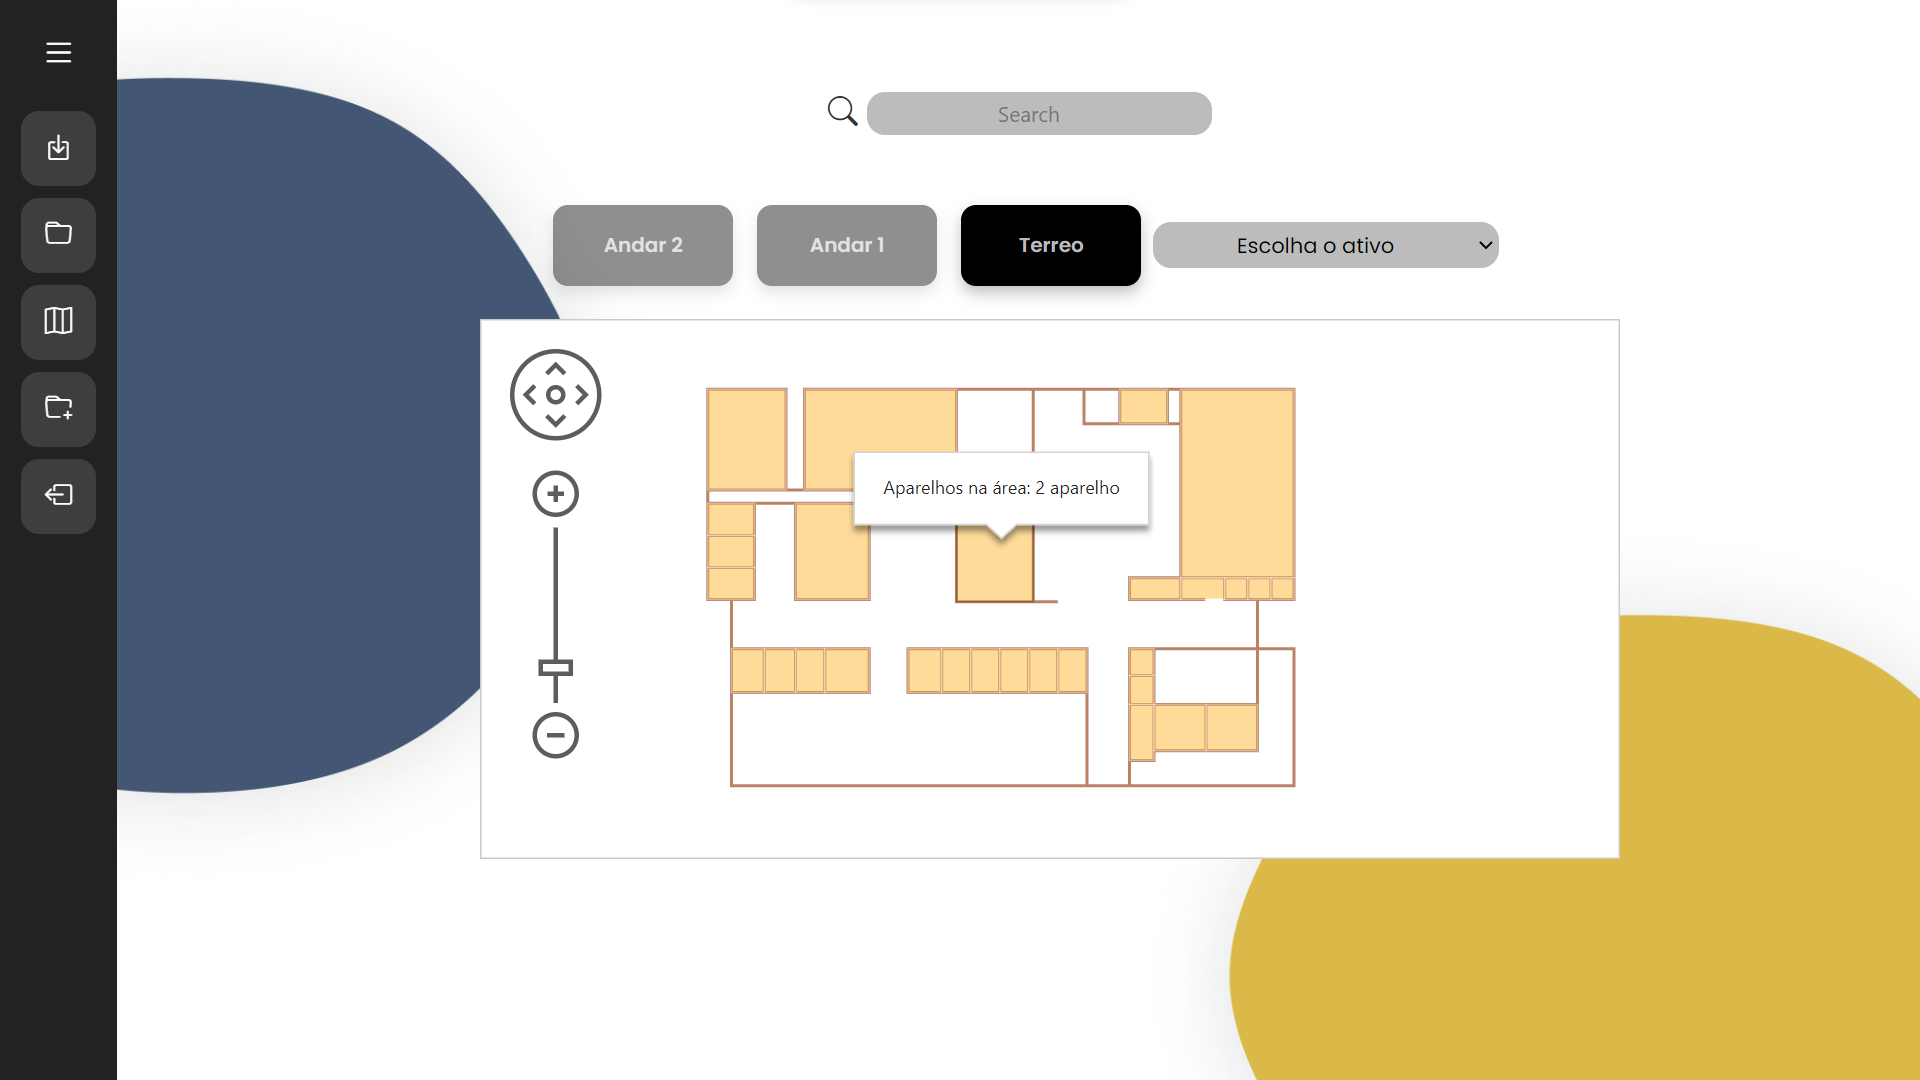 Search
Andar 2
Andar 1
Terreo
Escolha o ativo
Aparelhos na área: 2 aparelho